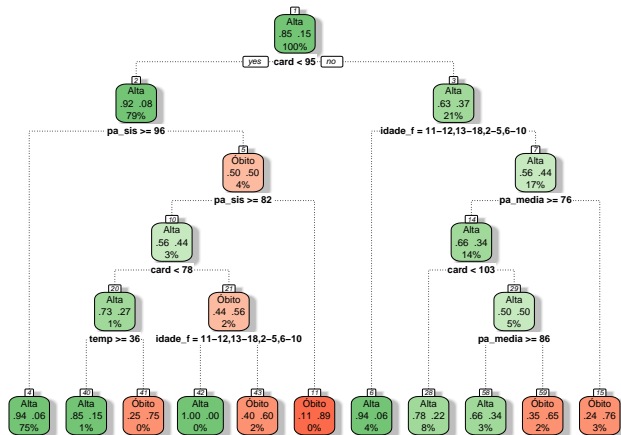 1
Alta
.85 .15
100%
yes card < 95 no
2
Alta
.92 .08
79%
pa_sis >= 96
3
Alta
.63 .37
21%
idade_f = 11−12,13−18,2−5,6−10
5
Óbito
.50 .50
4%
pa_sis >= 82
7
Alta
.56 .44
17%
pa_media >= 76
10
Alta
.56 .44
3%
card < 78
14
Alta
.66 .34
14%
card < 103
20
Alta
.73 .27
1%
temp >= 36
21
Óbito
.44 .56
2%
idade_f = 11−12,13−18,2−5,6−10
29
Alta
.50 .50
5%
pa_media >= 86
4
Alta
.94 .06
75%
40
Alta
.85 .15
1%
41
Óbito
.25 .75
0%
42
Alta
1.00 .00
0%
43
Óbito
.40 .60
2%
11
Óbito
.11 .89
0%
6
Alta
.94 .06
4%
28
Alta
.78 .22
8%
58
Alta
.66 .34
3%
59
Óbito
.35 .65
2%
15
Óbito
.24 .76
3%